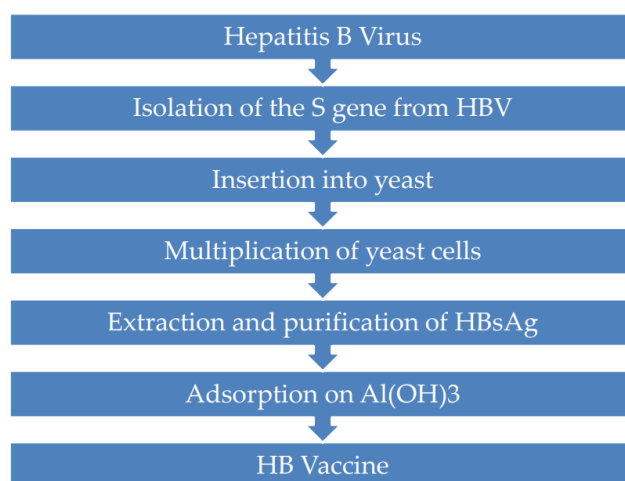 Hepatitis B Virus
Isolation of the S gene from HBV
Insertion into yeast
Multiplication of yeast cells
Extraction and purification of HBsAg
Adsorption on Al(OH)3
HB Vaccine